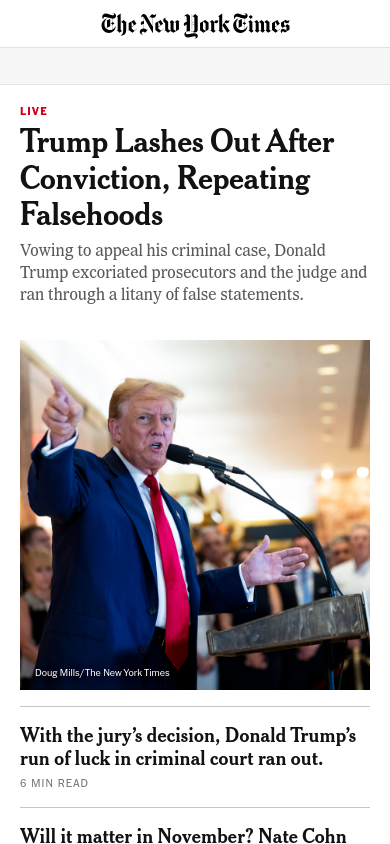 The New York Times
LIVE
Trump Lashes Out After
Conviction, Repeating
Falsehoods
Vowing to appeal his criminal case, Donald
Trump excoriated prosecutors and the judge and
ran through a litany of false statements.
Doug Mills/The New York Times
With the jury’s decision, Donald Trump’s
run of luck in criminal court ran out.
6 MIN READ
Will it matter in November? Nate Cohn